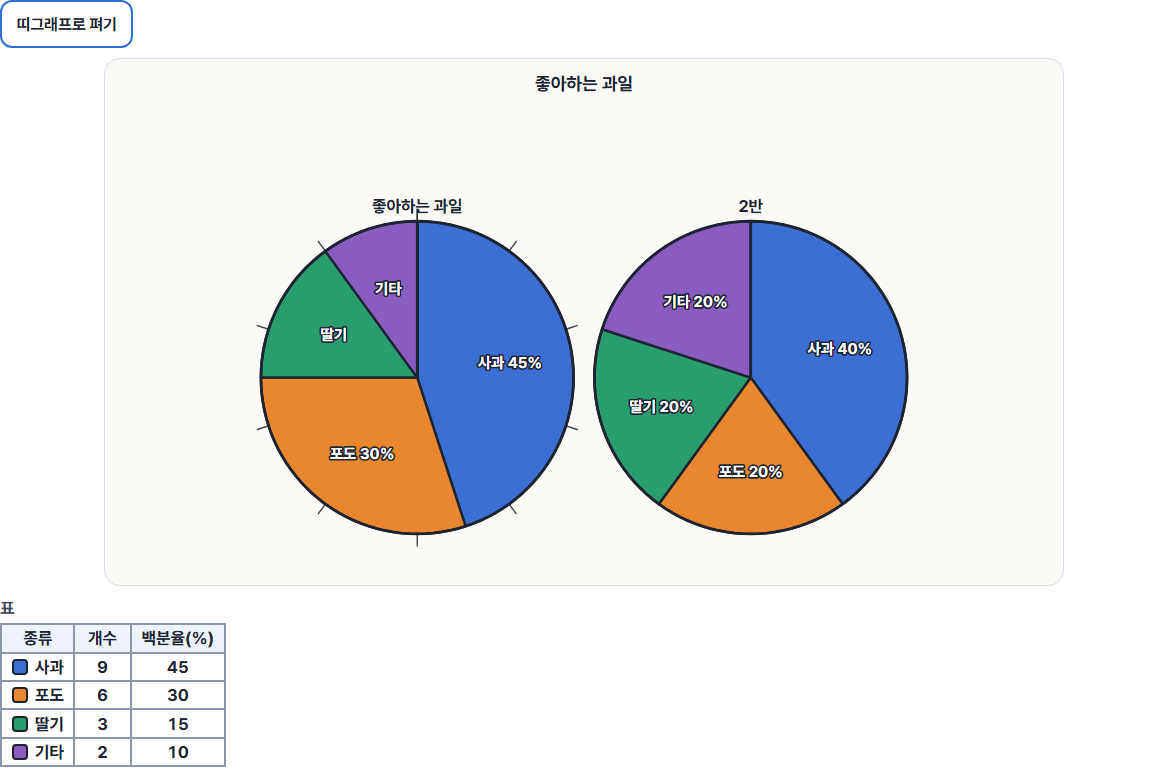 띠그래프로 펴기
좋아하는 과일
좋아하는 과일
2반
기타
딸기
사과 45%
포도 30%
기타 20%
사과 40%
딸기 20%
포도 20%
표
종류 개수 백분율(%)
사과 9 45
포도 6 30
딸기 3 15
기타 2 10